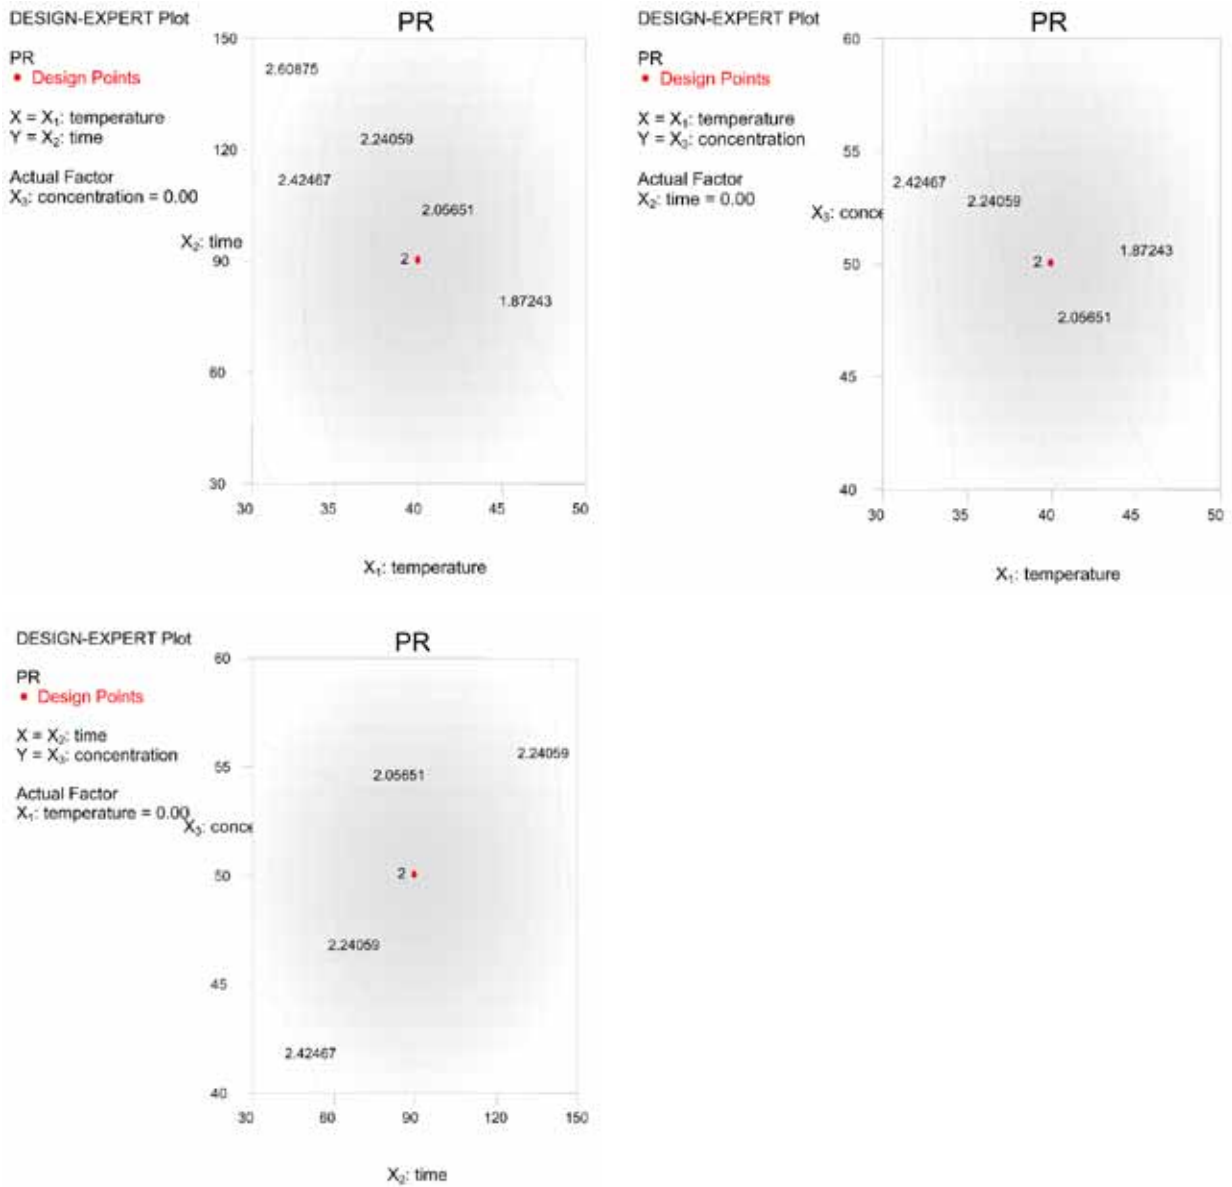 DESIGN-EXPERT Plot
PR
PR
• Design Points
X = X₁: temperature
Y = X₂: time
Actual Factor
X₃: concentration = 0.00
X₂: time
150
120
90
60
30
2.60875
2.24059
2.42467
2.05651
2
1.87243
30 35 40 45 50
X₁: temperature
DESIGN-EXPERT Plot
PR
PR
• Design Points
X = X₁: temperature
Y = X₃: concentration
Actual Factor
X₂: time = 0.00
X₃: conce
60
55
50
45
40
2.42467
2.24059
1.87243
2
2.05651
30 35 40 45 50
X₁: temperature
DESIGN-EXPERT Plot
PR
PR
• Design Points
X = X₂: time
Y = X₃: concentration
Actual Factor
X₁: temperature = 0.00
X₃: conce
60
55
50
45
40
2.24059
2.05651
2
2.24059
2.42467
30 60 90 120 150
X₂: time